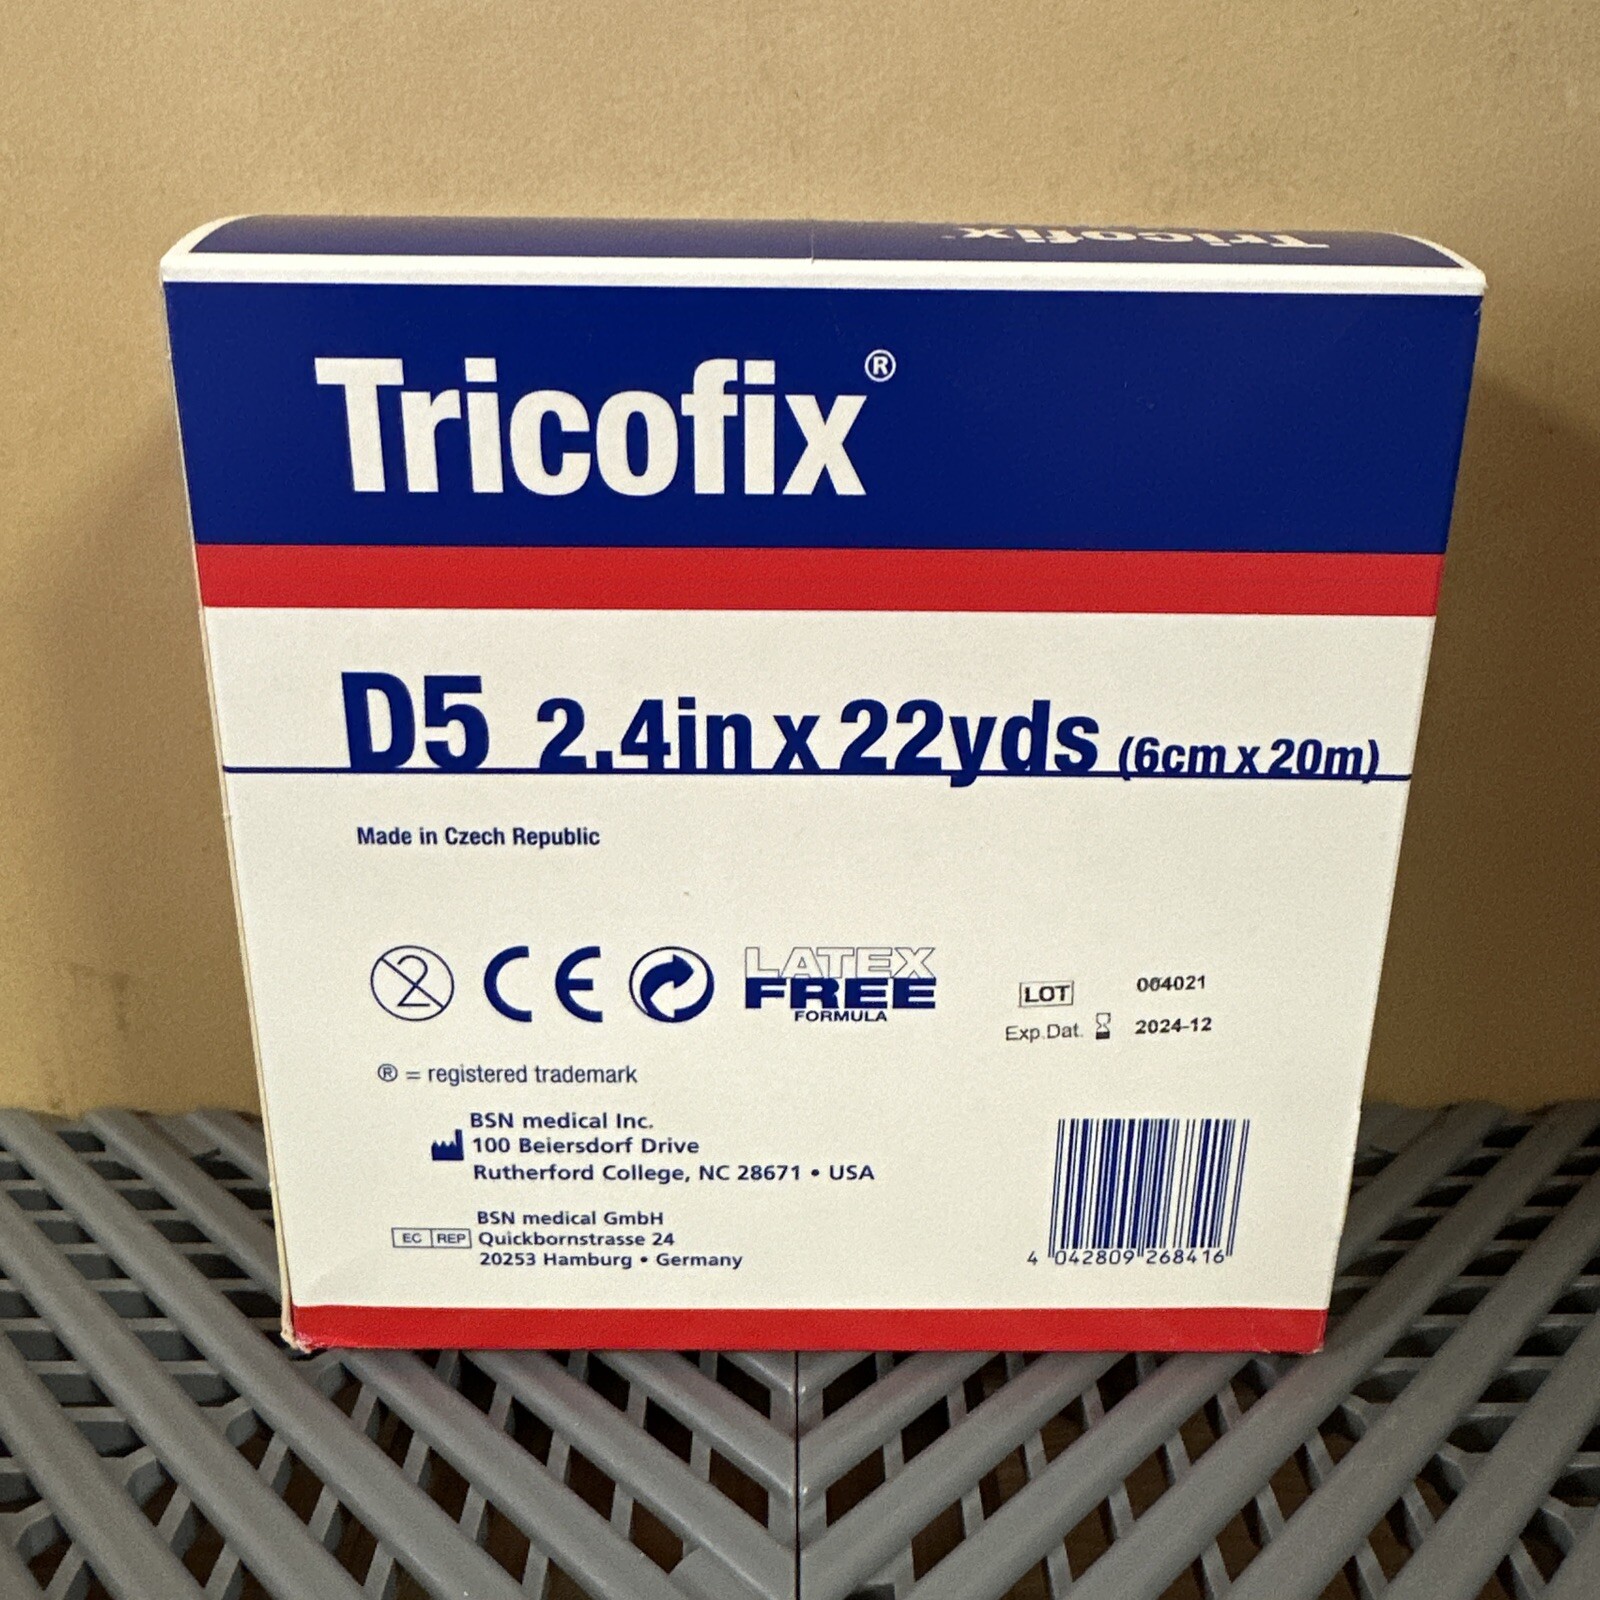 Tricofix
Tricofix®
D5 2.4in x 22yds (6cm x 20m)
Made in Czech Republic
2 CE LATEX
FREE
FORMULA
LOT 004021
Exp.Dat. 2024-12
® = registered trademark
BSN medical Inc.
100 Beiersdorf Drive
Rutherford College, NC 28671 • USA
BSN medical GmbH
EC REP Quickbornstrasse 24
20253 Hamburg • Germany
4 042809 268416